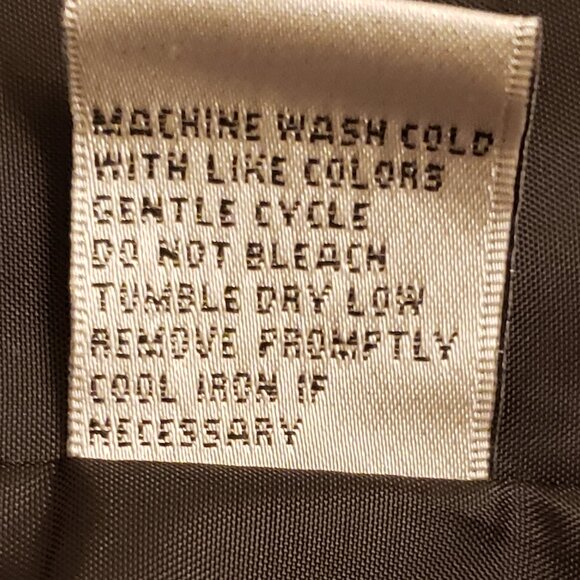 MACHINE WASH COLD
WITH LIKE COLORS
GENTLE CYCLE
DO NOT BLEACH
TUMBLE DRY LOW
REMOVE PROMPTLY
COOL IRON IF
NECESSARY